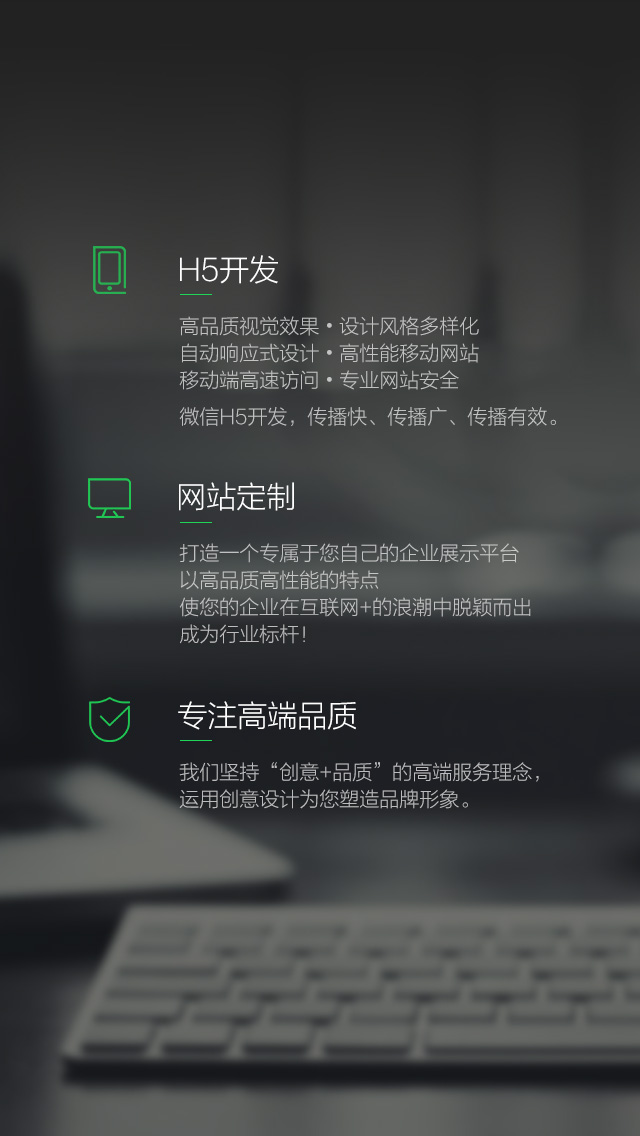 H5开发
高品质视觉效果•设计风格多样化
自动响应式设计•高性能移动网站
移动端高速访问•专业网站安全
微信H5开发，传播快、传播广、传播有效。
网站定制
打造一个专属于您自己的企业展示平台
以高品质高性能的特点
使您的企业在互联网+的浪潮中脱颖而出
成为行业标杆！
专注高端品质
我们坚持“创意+品质”的高端服务理念，
运用创意设计为您塑造品牌形象。